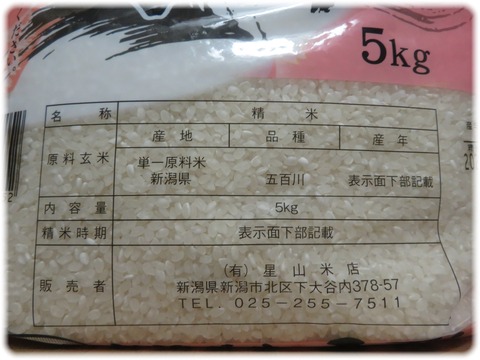 5kg
名称 精米
産地 品種 産年
原料玄米 単一原料米 新潟県 五百川 表示面下部記載
内容量 5kg
精米時期 表示面下部記載
販売者 (有)星山米店
新潟県新潟市北区下大谷内378-57
TEL. 025-255-7511